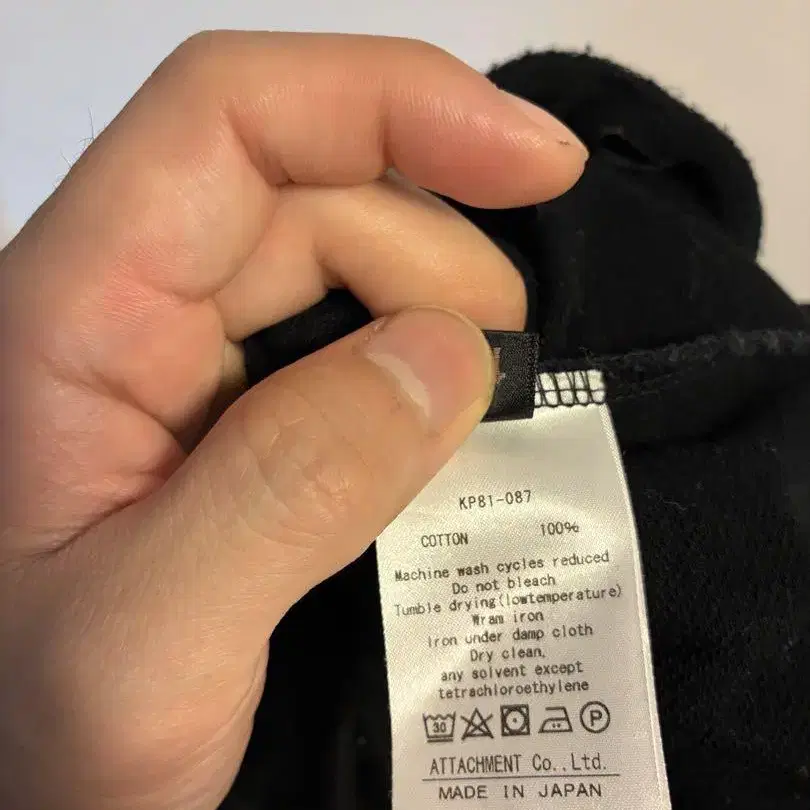 KP81-087
COTTON 100%
Machine wash cycles reduced
Do not bleach
Tumble drying(lowtemperature)
Wram iron
Iron under damp cloth
Dry clean,
any solvent except
tetrachloroethylene
30 P
ATTACHMENT Co.,Ltd.
MADE IN JAPAN